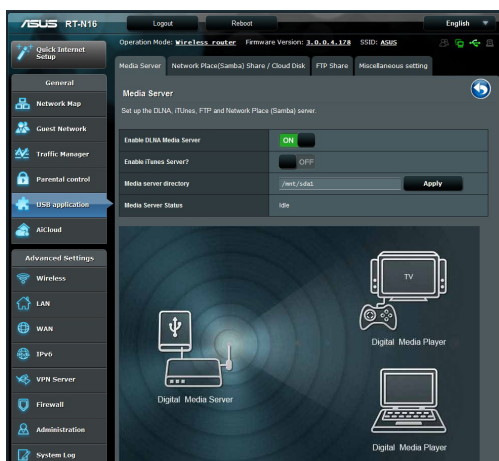 ASUS RT-N16
Logout
Reboot
English
Quick Internet
Setup
Operation Mode: Wireless router Firmware Version: 3.0.0.4.178 SSID: ASUS
Media Server
Network Place(Samba) Share / Cloud Disk
FTP Share
Miscellaneous setting
General
Network Map
Guest Network
Traffic Manager
Parental control
USB application
AiCloud
Advanced Settings
Wireless
LAN
WAN
IPv6
VPN Server
Firewall
Administration
System Log
Media Server
Set up the DLNA, iTunes, FTP and Network Place (Samba) server.
Enable DLNA Media Server
ON
Enable iTunes Server?
OFF
Media server directory
/mnt/sda1
Apply
Media Server Status
Idle
TV
Digital Media Player
Digital Media Server
Digital Media Player